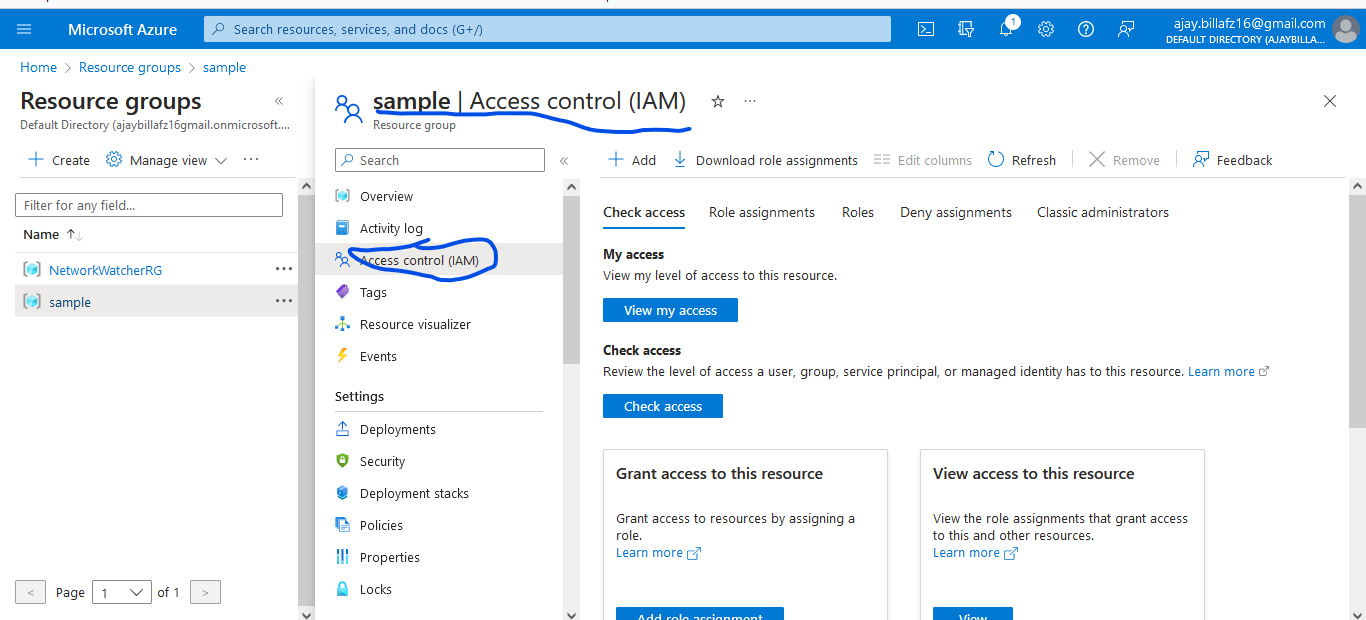 Microsoft Azure
Search resources, services, and docs (G+/)
1
ajay.billafz16@gmail.com
DEFAULT DIRECTORY (AJAYBILLA...
Home > Resource groups > sample
Resource groups «
Default Directory (ajaybillafz16gmail.onmicrosoft....
+ Create Manage view ...
Filter for any field...
Name ↑↓
NetworkWatcherRG ...
sample ...
< Page 1 of 1 >
sample | Access control (IAM) ☆ ...
Resource group
Search «
Overview
Activity log
Access control (IAM)
Tags
Resource visualizer
Events
Settings
Deployments
Security
Deployment stacks
Policies
Properties
Locks
+ Add Download role assignments Edit columns Refresh Remove Feedback
Check access Role assignments Roles Deny assignments Classic administrators
My access
View my level of access to this resource.
View my access
Check access
Review the level of access a user, group, service principal, or managed identity has to this resource. Learn more
Check access
Grant access to this resource
Grant access to resources by assigning a
role.
Learn more
Add role assignment
View access to this resource
View the role assignments that grant access
to this and other resources.
Learn more
View